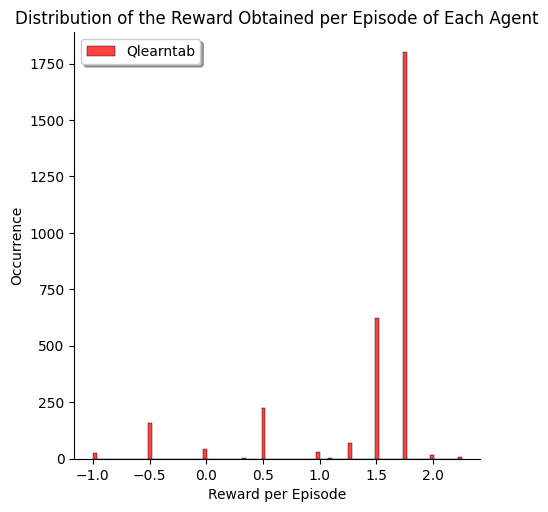 Distribution of the Reward Obtained per Episode of Each Agent
Qlearntab
1750
1500
1250
1000
750
500
250
0
Occurrence
−1.0 −0.5 0.0 0.5 1.0 1.5 2.0
Reward per Episode